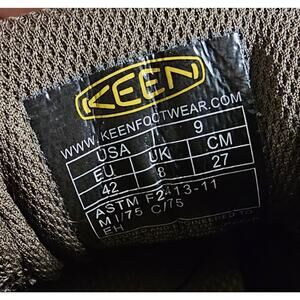 KEEN
WWW.KEENFOOTWEAR.COM
USA 9
EU UK CM
42 8 27
ASTM F2413-11
M I/75 C/75
EH